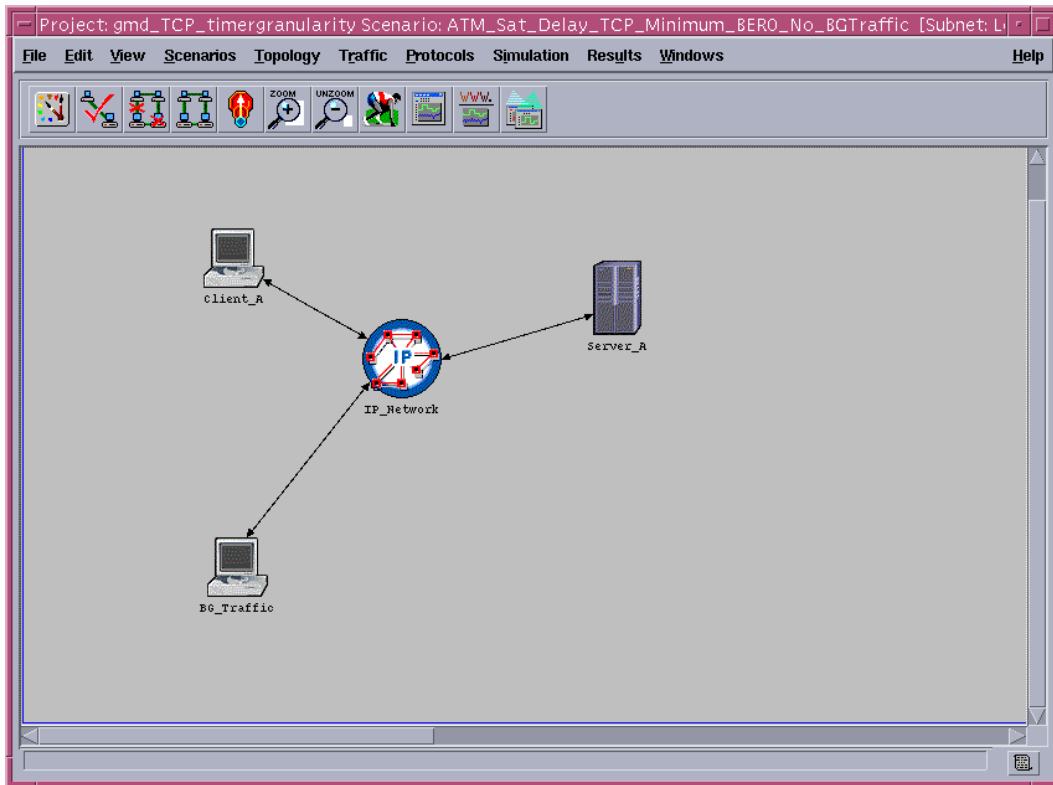 Project: gmd_TCP_timergranularity Scenario: ATM_Sat_Delay_TCP_Minimum_BER0_No_BGTraffic [Subnet:
File Edit View Scenarios Topology Traffic Protocols Simulation Results Windows Help
ZOOM UNZOOM WWW.
Client_A
Server_A
IP
IP_Network
BG_Traffic